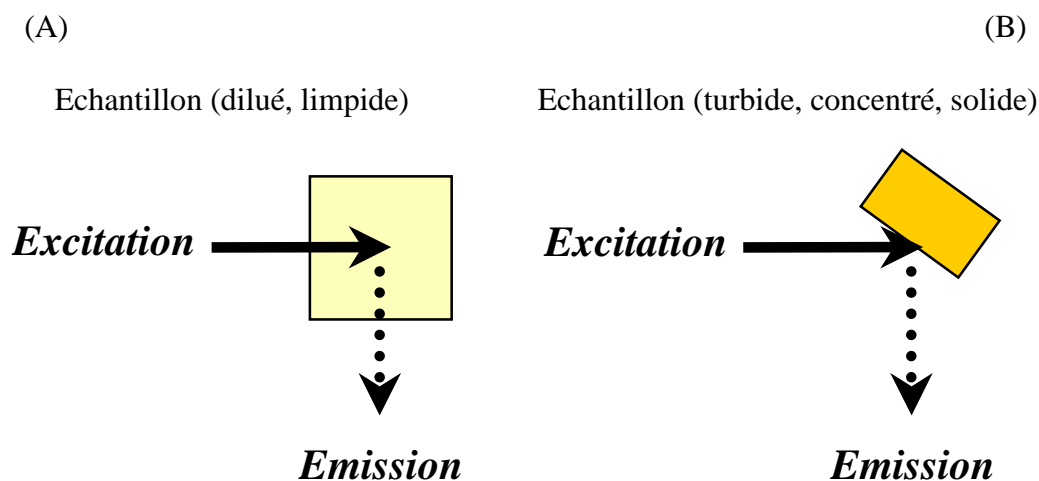 (A)
(B)
Echantillon (dilué, limpide)
Echantillon (turbide, concentré, solide)
Excitation
Excitation
Emission
Emission